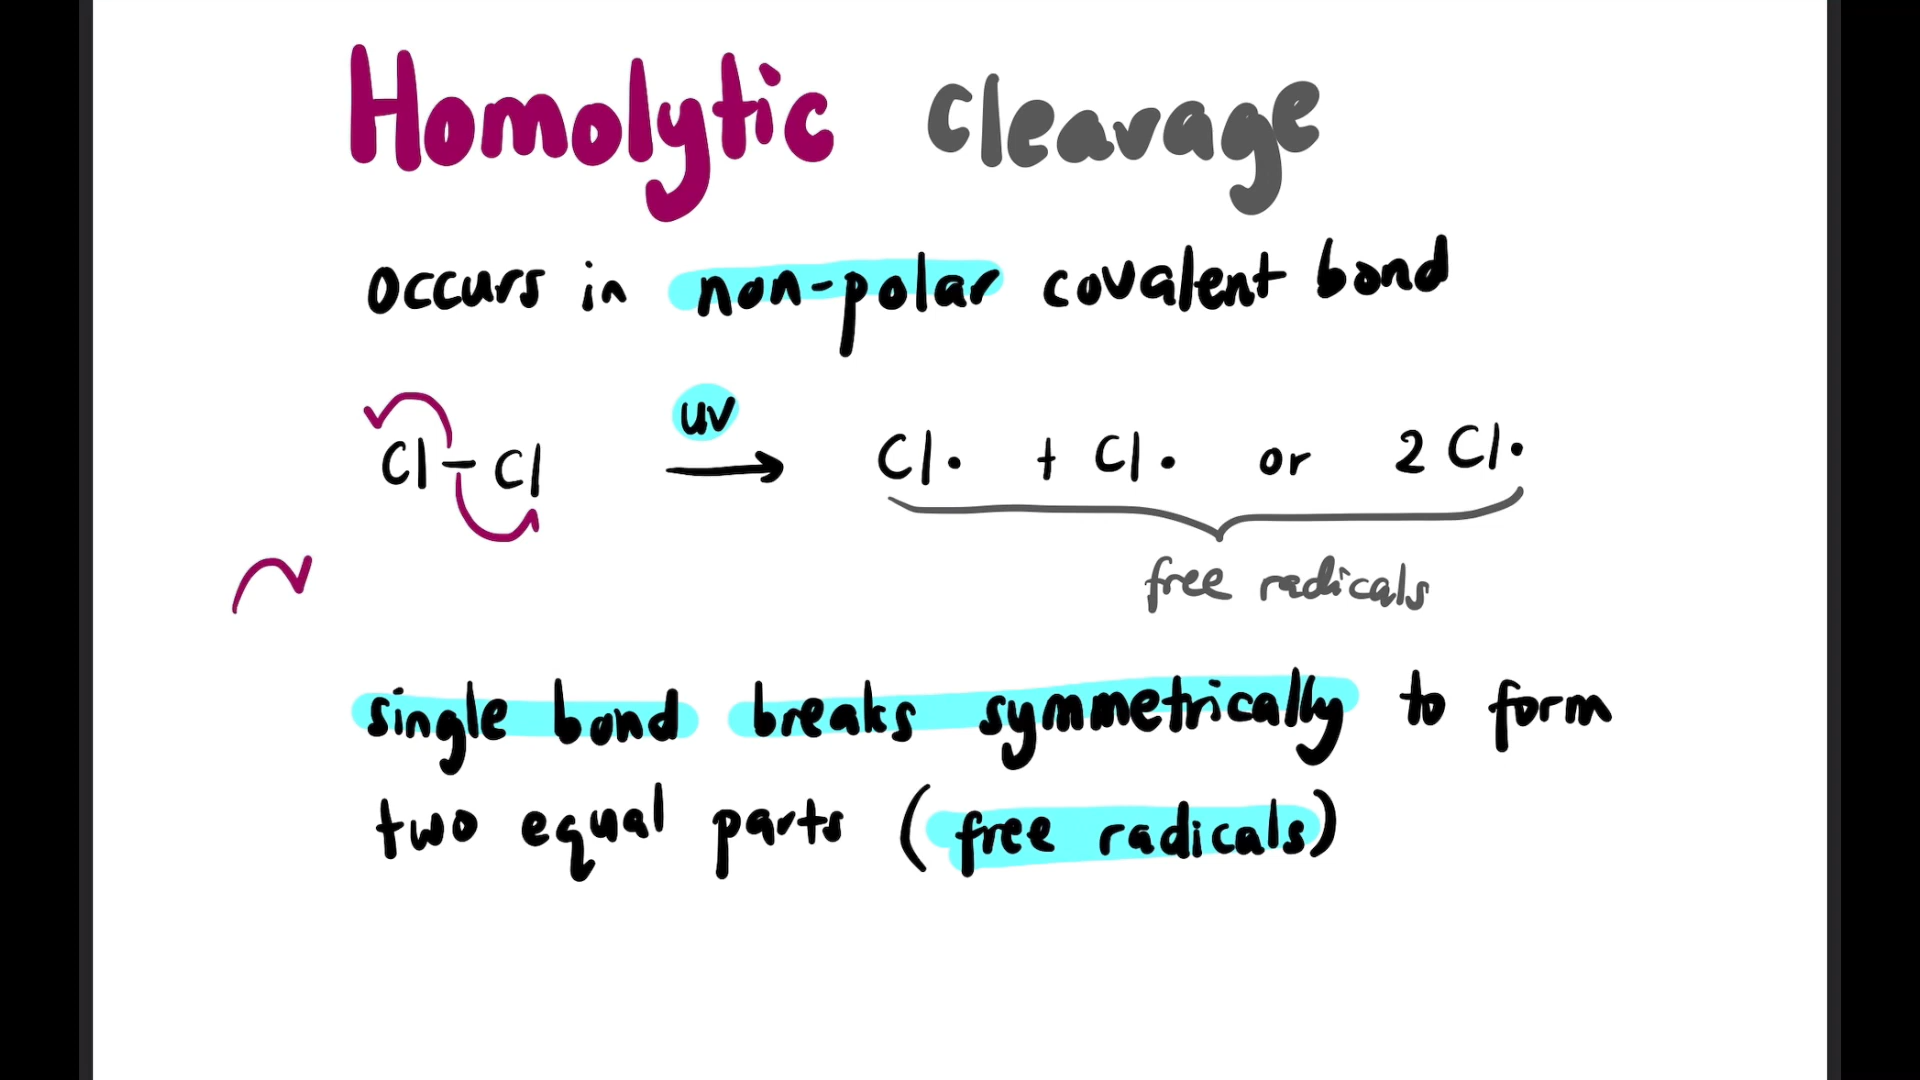 Homolytic cleavage
occurs in non-polar covalent bond
uv
Cl-Cl → Cl· + Cl· or 2 Cl·
free radicals
single bond breaks symmetrically to form
two equal parts (free radicals)